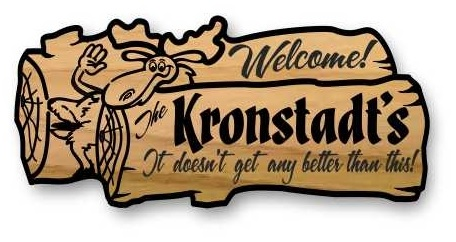 Welcome!
The Kronstadt's
It doesn't get any better than this!